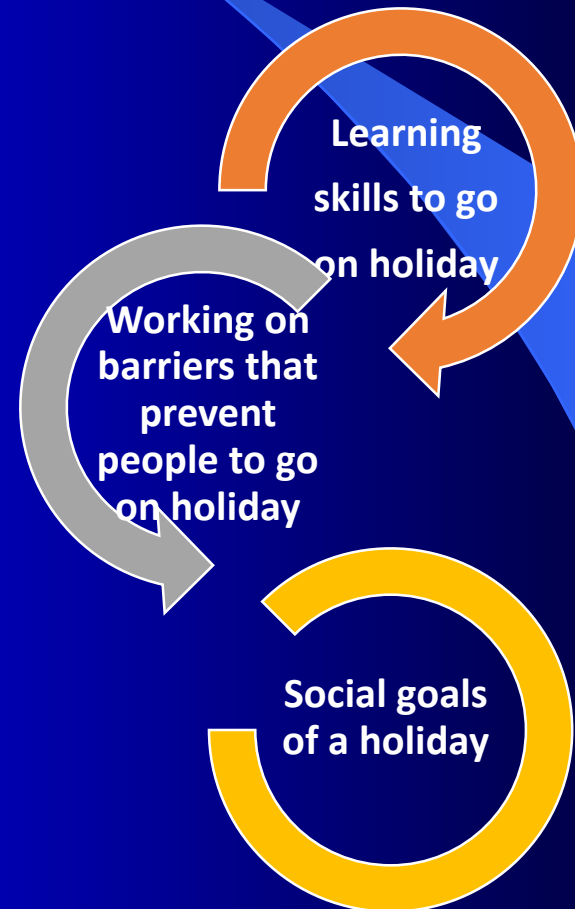 Learning
skills to go
on holiday
Working on
barriers that
prevent
people to go
on holiday
Social goals
of a holiday